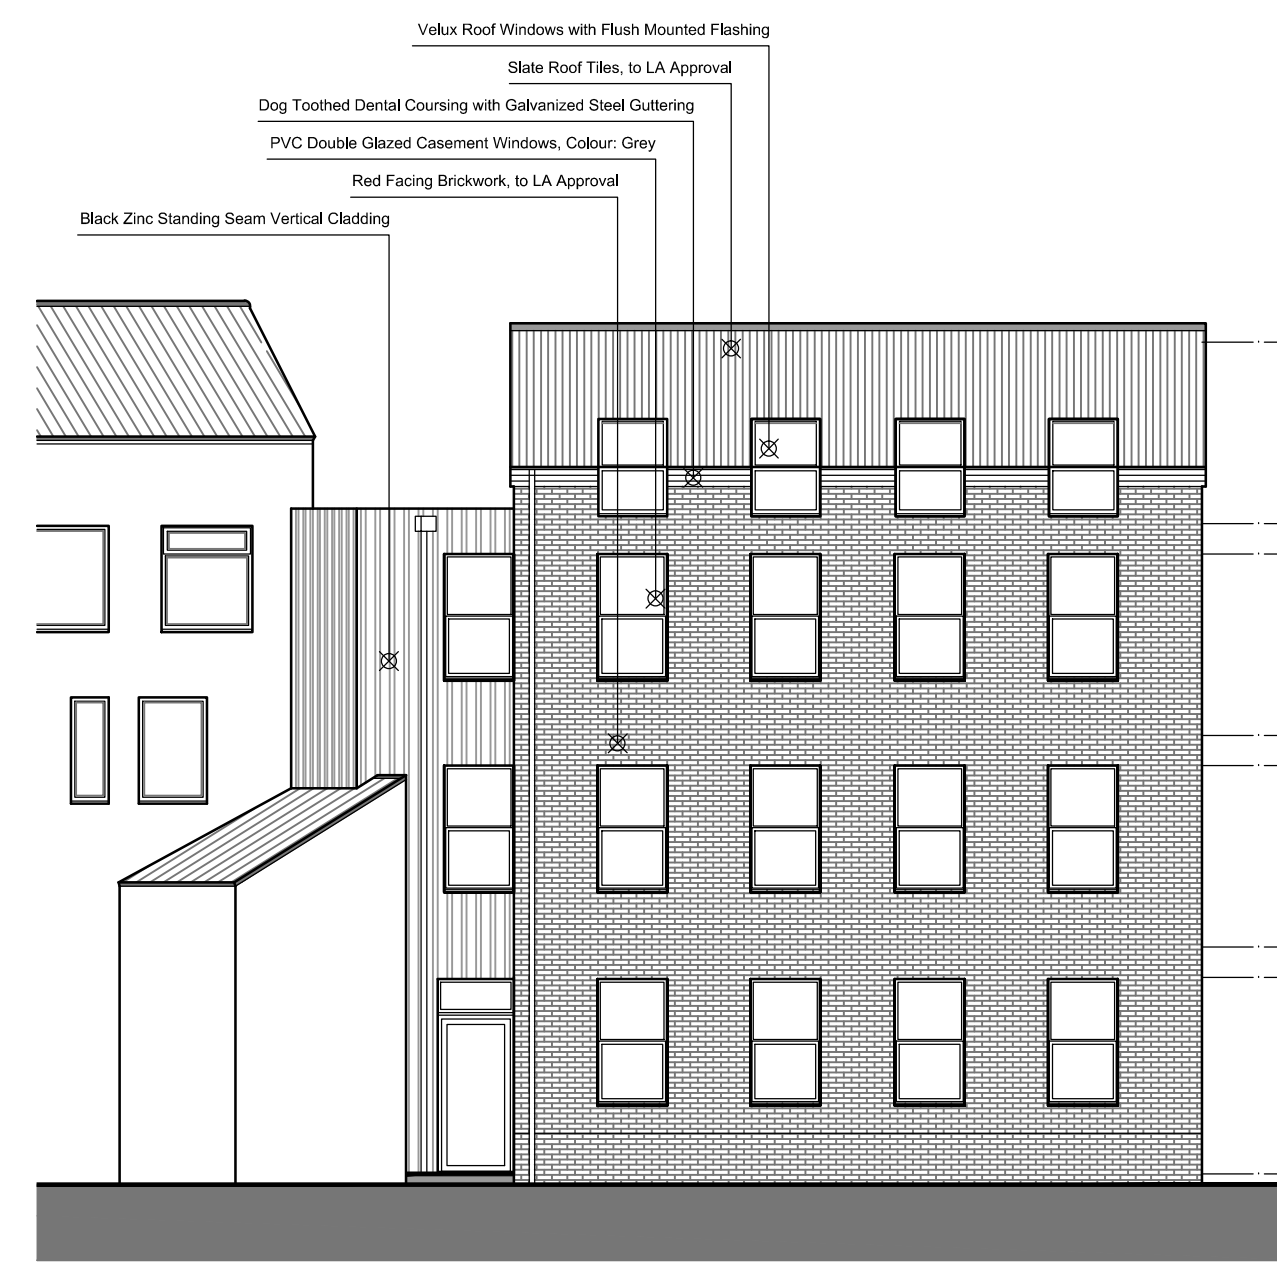 Velux Roof Windows with Flush Mounted Flashing
Slate Roof Tiles, to LA Approval
Dog Toothed Dental Coursing with Galvanized Steel Guttering
PVC Double Glazed Casement Windows, Colour: Grey
Red Facing Brickwork, to LA Approval
Black Zinc Standing Seam Vertical Cladding